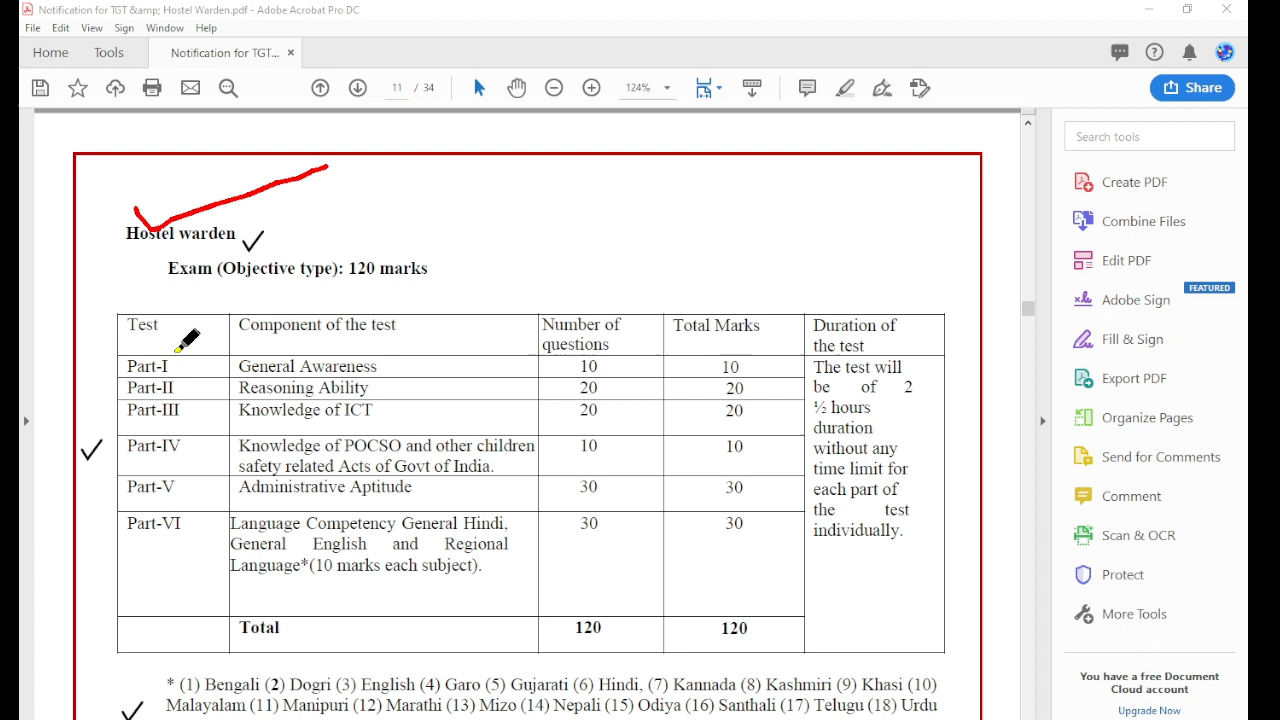 Notification for TGT &amp; Hostel Warden.pdf - Adobe Acrobat Pro DC
File Edit View Sign Window Help
Home Tools Notification for TGT... ×
11 / 34 124% Share
Search tools
Create PDF
Combine Files
Edit PDF
FEATURED
Adobe Sign
Fill & Sign
Export PDF
Organize Pages
Send for Comments
Comment
Scan & OCR
Protect
More Tools
You have a free Document
Cloud account
Upgrade Now
Hostel warden
Exam (Objective type): 120 marks
Test Component of the test Number of questions Total Marks Duration of the test
Part-I General Awareness 10 10 The test will
Part-II Reasoning Ability 20 20 be of 2
Part-III Knowledge of ICT 20 20 ½ hours
duration
Part-IV Knowledge of POCSO and other children 10 10 without any
safety related Acts of Govt of India. time limit for
Part-V Administrative Aptitude 30 30 each part of
the test
Part-VI Language Competency General Hindi, 30 30 individually.
General English and Regional
Language*(10 marks each subject).
Total 120 120
* (1) Bengali (2) Dogri (3) English (4) Garo (5) Gujarati (6) Hindi, (7) Kannada (8) Kashmiri (9) Khasi (10)
Malayalam (11) Manipuri (12) Marathi (13) Mizo (14) Nepali (15) Odiya (16) Santhali (17) Telugu (18) Urdu